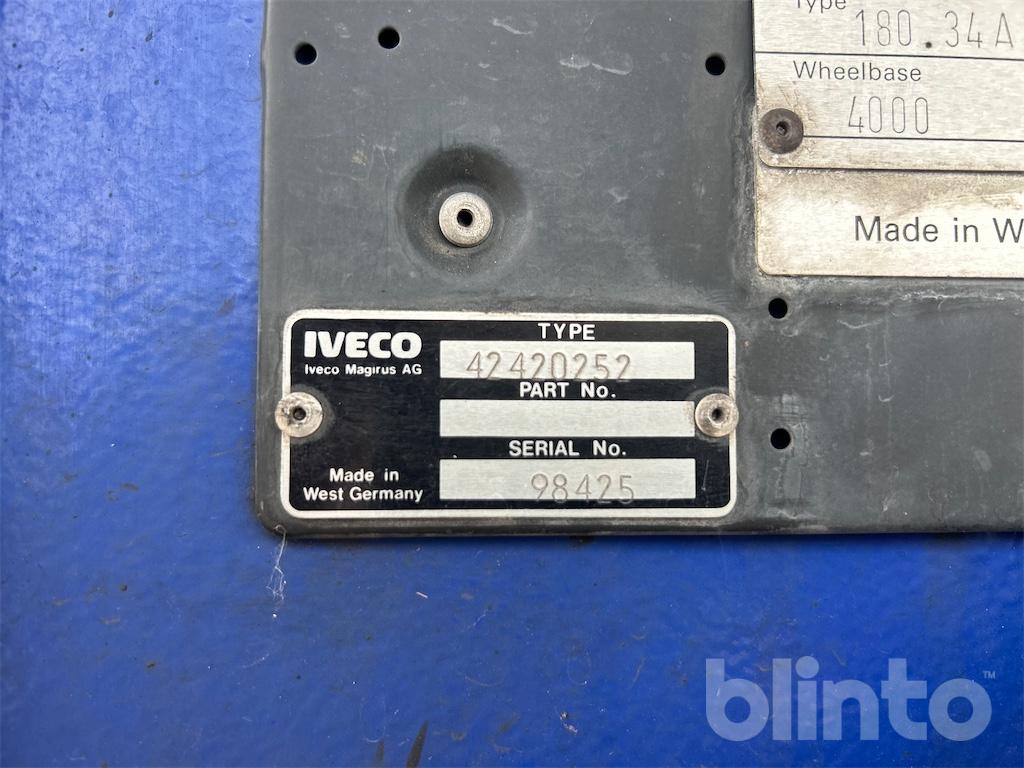 Type
180.34A
Wheelbase
4000
Made in W
IVECO
Iveco Magirus AG
TYPE
42420252
PART No.
SERIAL No.
98425
Made in
West Germany
blinto™